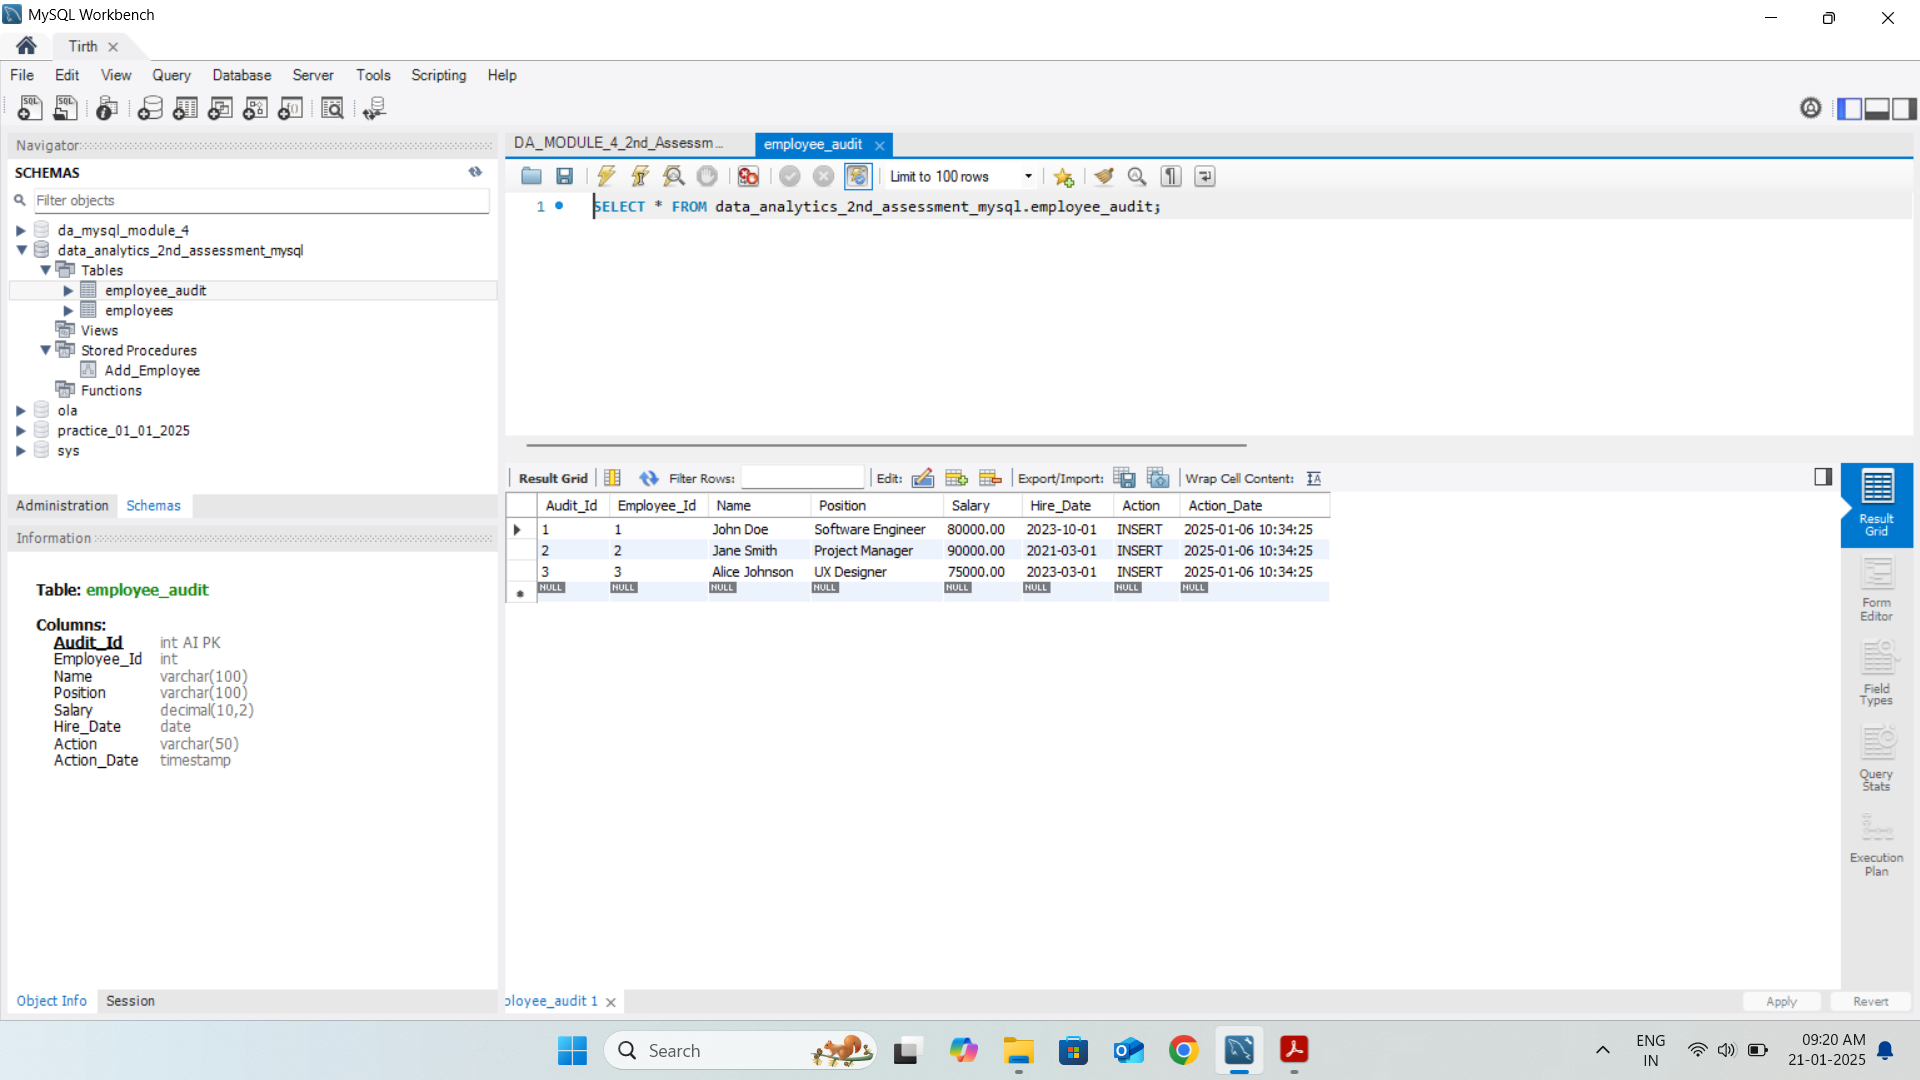 MySQL Workbench
Tirth
File Edit View Query Database Server Tools Scripting Help
Navigator
SCHEMAS
Filter objects
da_mysql_module_4
data_analytics_2nd_assessment_mysql
Tables
employee_audit
employees
Views
Stored Procedures
Add_Employee
Functions
ola
practice_01_01_2025
sys
Administration Schemas
Information
Table: employee_audit
Columns:
Audit_Id int AI PK
Employee_Id int
Name varchar(100)
Position varchar(100)
Salary decimal(10,2)
Hire_Date date
Action varchar(50)
Action_Date timestamp
Object Info Session
DA_MODULE_4_2nd_Assessm... employee_audit
Limit to 100 rows
1 SELECT * FROM data_analytics_2nd_assessment_mysql.employee_audit;
Result Grid Filter Rows: Edit: Export/Import: Wrap Cell Content:
Audit_Id Employee_Id Name Position Salary Hire_Date Action Action_Date
1 1 John Doe Software Engineer 80000.00 2023-10-01 INSERT 2025-01-06 10:34:25
2 2 Jane Smith Project Manager 90000.00 2021-03-01 INSERT 2025-01-06 10:34:25
3 3 Alice Johnson UX Designer 75000.00 2023-03-01 INSERT 2025-01-06 10:34:25
NULL NULL NULL NULL NULL NULL NULL NULL
Result
Grid
Form
Editor
Field
Types
Query
Stats
Execution
Plan
ployee_audit 1
Apply Revert
Search
ENG
IN
09:20 AM
21-01-2025